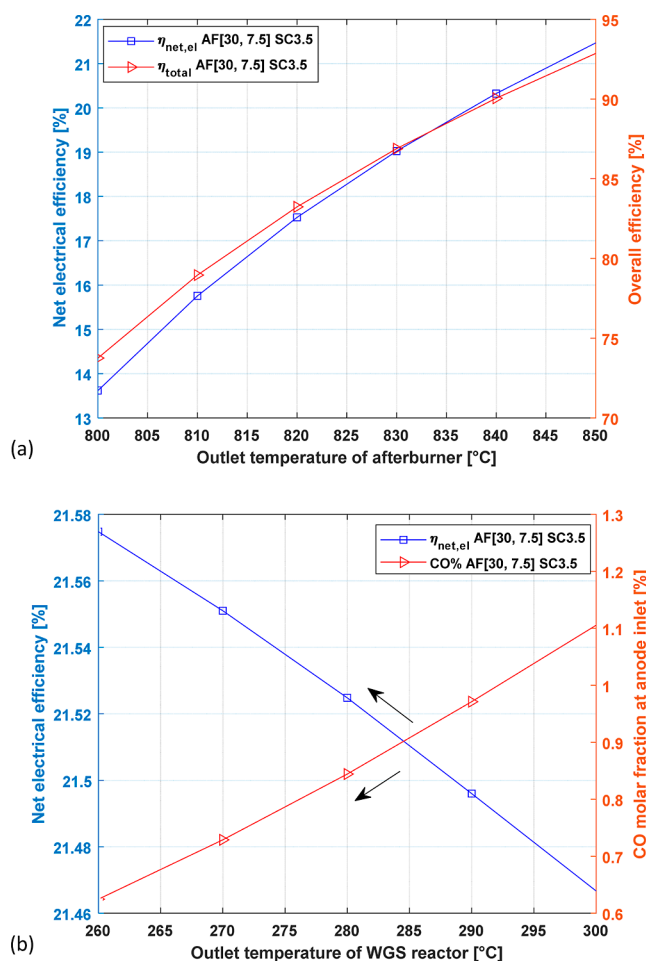 22
21
20
19
18
17
16
15
14
13
Net electrical efficiency [%]
η_net,el AF[30, 7.5] SC3.5
η_total AF[30, 7.5] SC3.5
95
90
85
80
75
70
Overall efficiency [%]
800 805 810 815 820 825 830 835 840 845 850
Outlet temperature of afterburner [°C]
(a)
21.58
21.56
21.54
21.52
21.5
21.48
21.46
Net electrical efficiency [%]
η_net,el AF[30, 7.5] SC3.5
CO% AF[30, 7.5] SC3.5
1.3
1.2
1.1
1
0.9
0.8
0.7
0.6
CO molar fraction at anode inlet [%]
260 265 270 275 280 285 290 295 300
Outlet temperature of WGS reactor [°C]
(b)